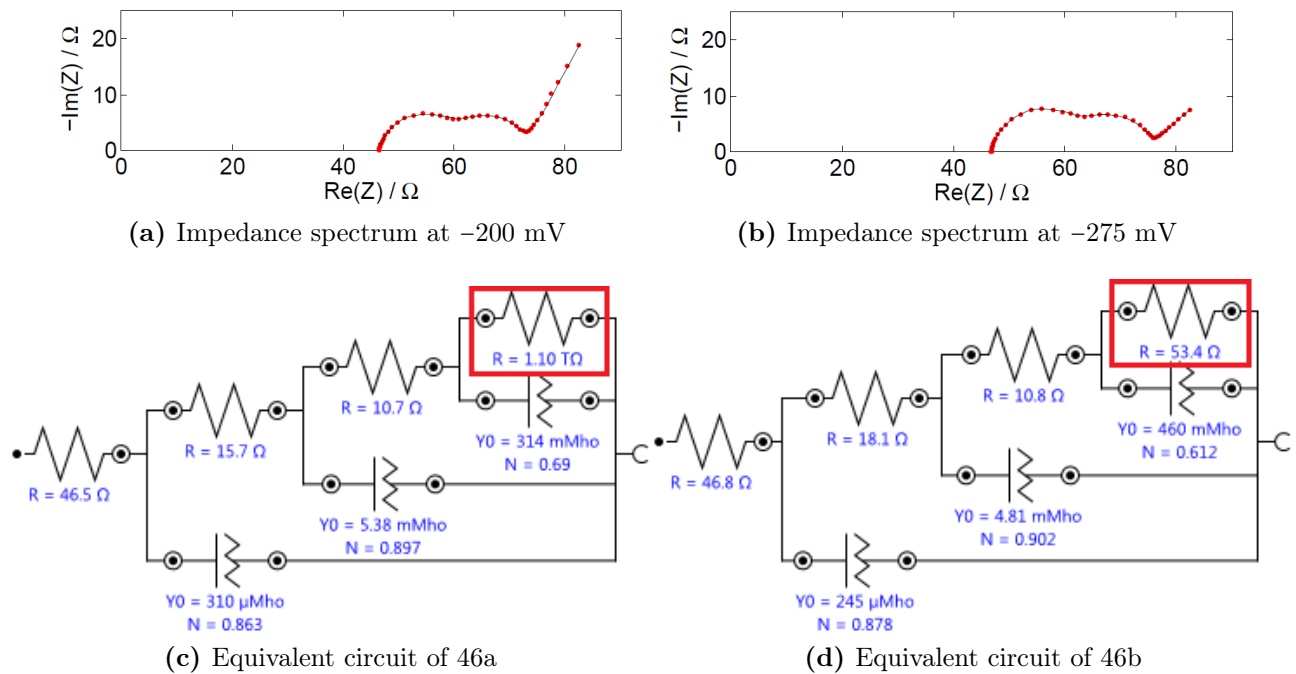 20
10
0
0
20
40
60
80
−Im(Z) / Ω
Re(Z) / Ω
(a) Impedance spectrum at −200 mV
20
10
0
0
20
40
60
80
−Im(Z) / Ω
Re(Z) / Ω
(b) Impedance spectrum at −275 mV
R = 1.10 TΩ
R = 10.7 Ω
Y0 = 314 mMho
N = 0.69
R = 15.7 Ω
R = 46.5 Ω
Y0 = 5.38 mMho
N = 0.897
Y0 = 310 µMho
N = 0.863
(c) Equivalent circuit of 46a
R = 53.4 Ω
R = 10.8 Ω
Y0 = 460 mMho
N = 0.612
R = 18.1 Ω
R = 46.8 Ω
Y0 = 4.81 mMho
N = 0.902
Y0 = 245 µMho
N = 0.878
(d) Equivalent circuit of 46b